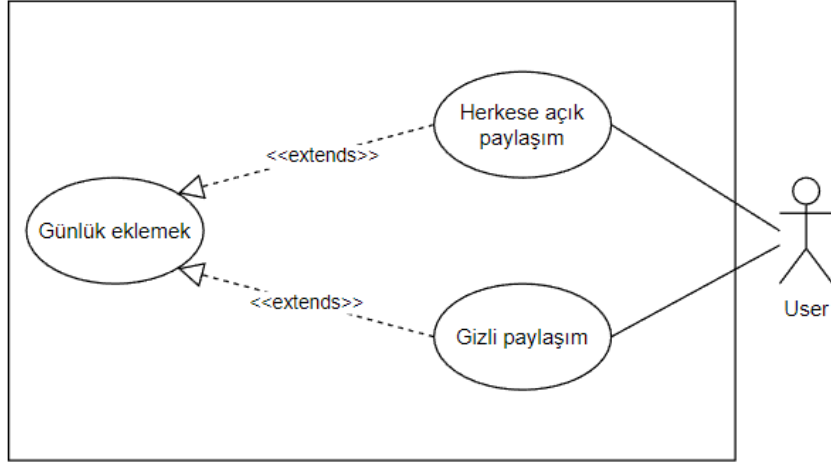 Herkese açık
paylaşım
<<extends>>
Günlük eklemek
<<extends>>
Gizli paylaşım
User